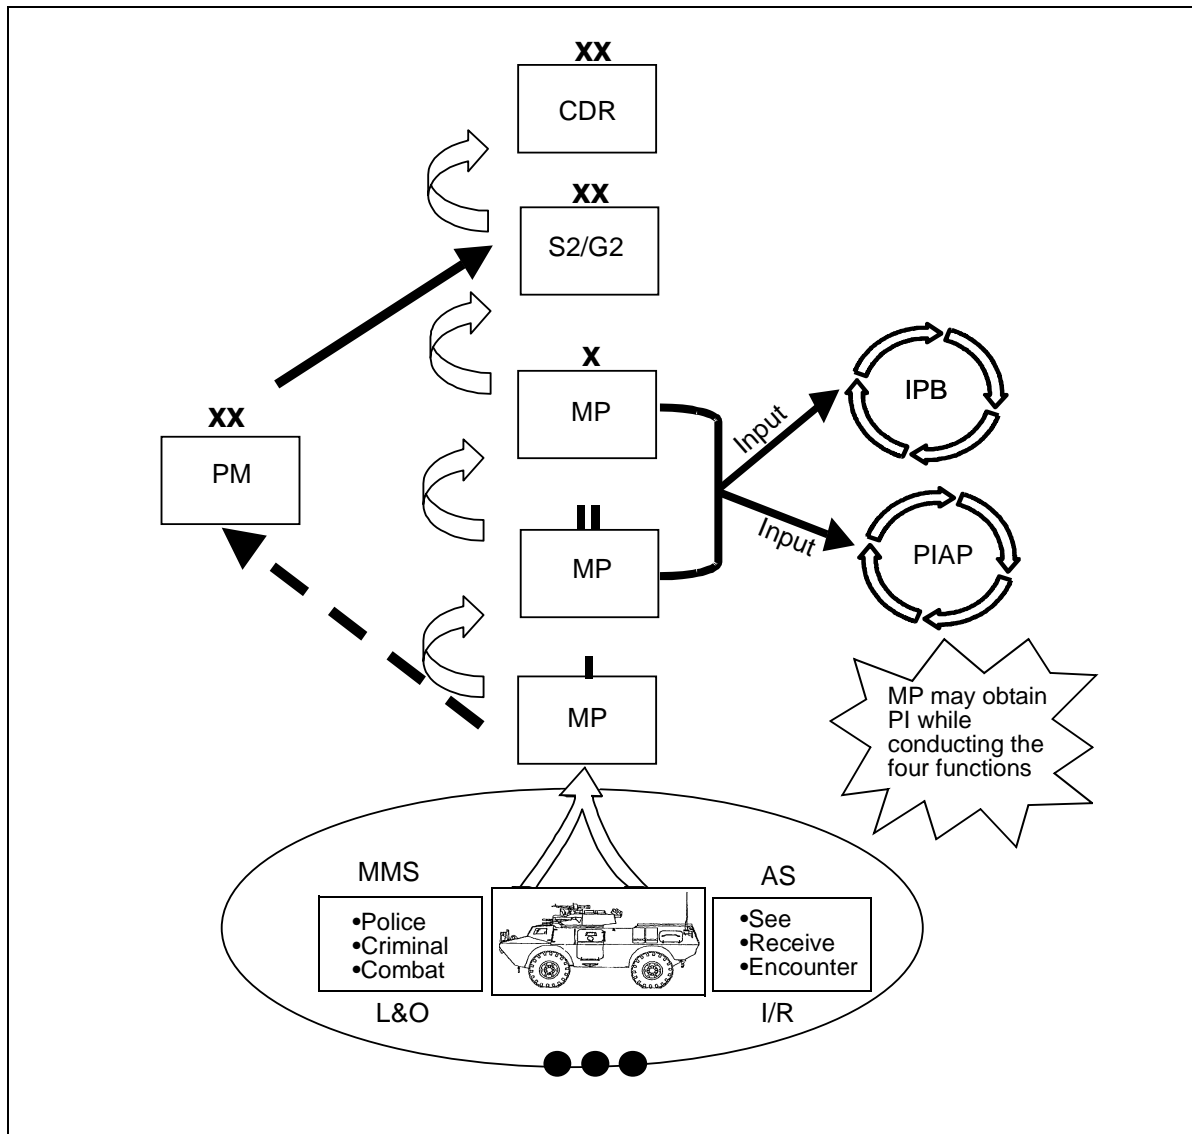 XX
CDR
XX
S2/G2
X
MP
IPB
Input
XX
PM
II
MP
Input
PIAP
I
MP
MP may obtain
PI while
conducting the
four functions
MMS
AS
•Police
•Criminal
•Combat
•See
•Receive
•Encounter
L&O
I/R